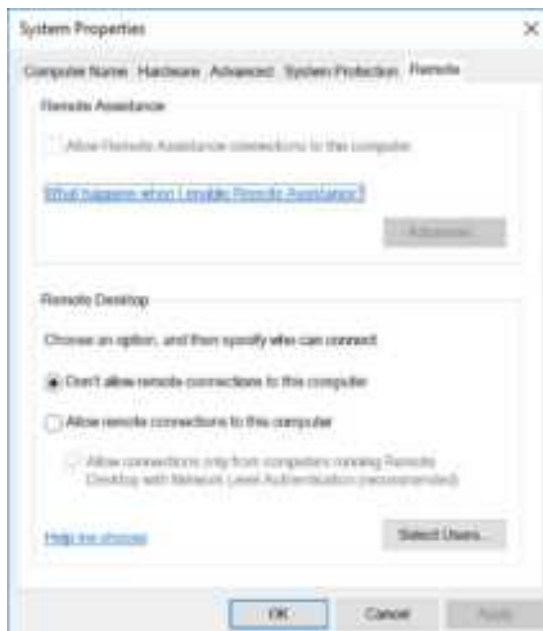 System Properties
Computer Name Hardware Advanced System Protection Remote
Remote Assistance
Allow Remote Assistance connections to this computer
What happens when I enable Remote Assistance?
Advanced...
Remote Desktop
Choose an option, and then specify who can connect.
Don't allow remote connections to this computer
Allow remote connections to this computer
Allow connections only from computers running Remote
Desktop with Network Level Authentication (recommended)
Help me choose
Select Users...
OK Cancel Apply